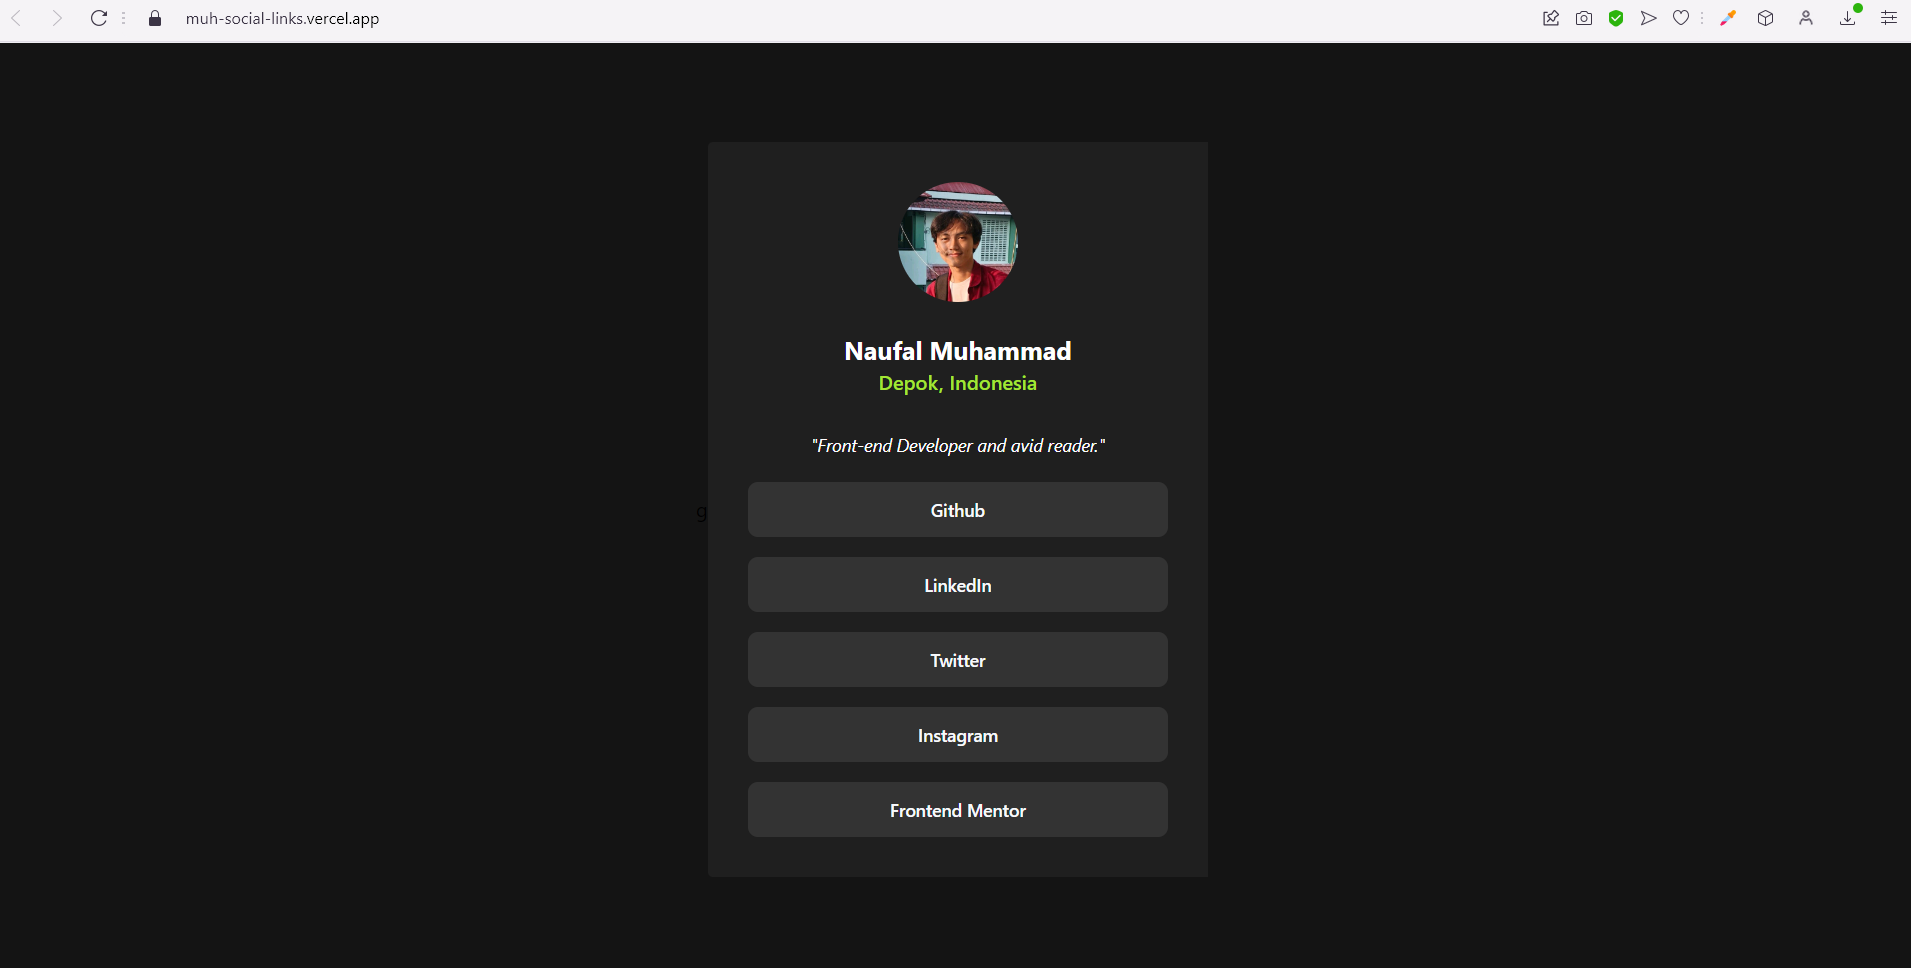 muh-social-links.vercel.app
Naufal Muhammad
Depok, Indonesia
"Front-end Developer and avid reader."
g
Github
LinkedIn
Twitter
Instagram
Frontend Mentor